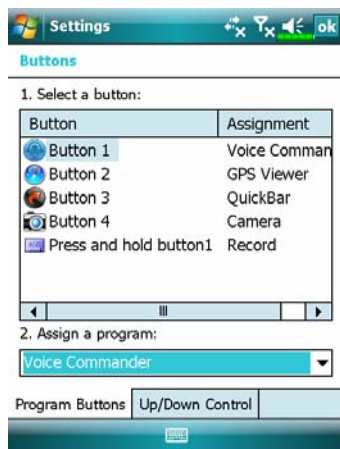 Settings
ok
Buttons
1. Select a button:
Button Assignment
Button 1 Voice Comman
Button 2 GPS Viewer
Button 3 QuickBar
Button 4 Camera
Press and hold button1 Record
2. Assign a program:
Voice Commander
Program Buttons Up/Down Control